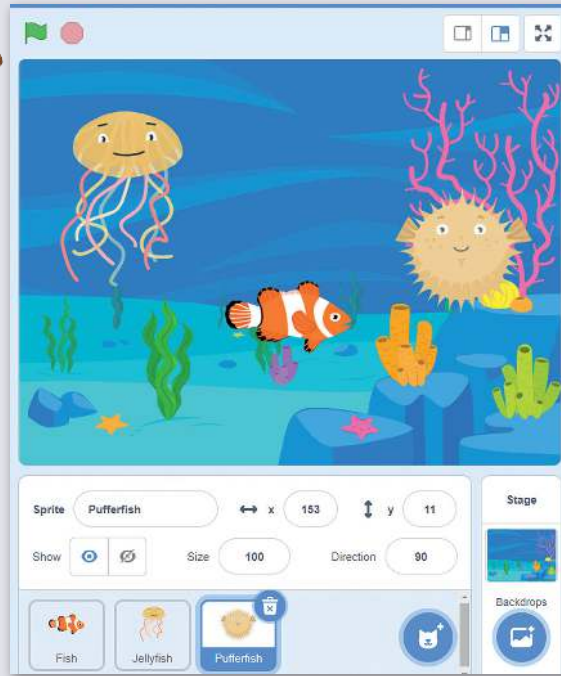 Sprite Pufferfish x 153 y 11
Stage
Show Size 100 Direction 90
Backdrops
Fish Jellyfish Pufferfish